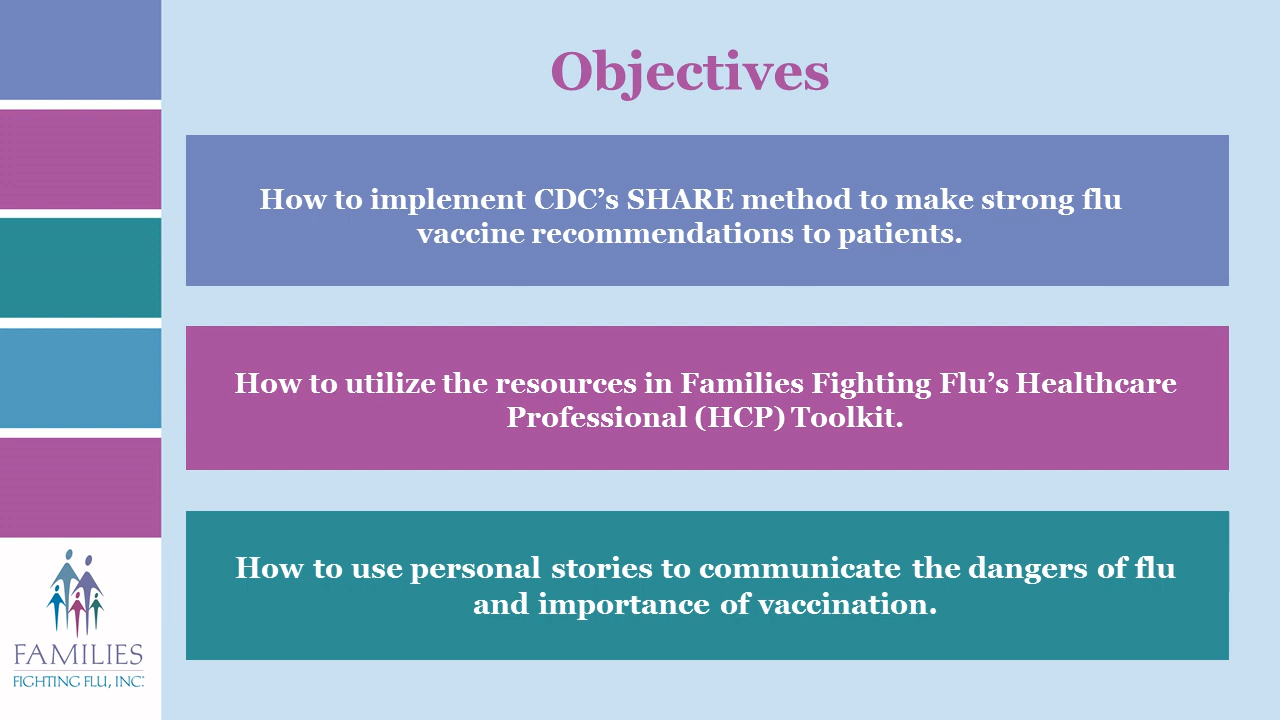 Objectives
How to implement CDC’s SHARE method to make strong flu
vaccine recommendations to patients.
How to utilize the resources in Families Fighting Flu’s Healthcare
Professional (HCP) Toolkit.
How to use personal stories to communicate the dangers of flu
and importance of vaccination.
FAMILIES
FIGHTING FLU, INC.